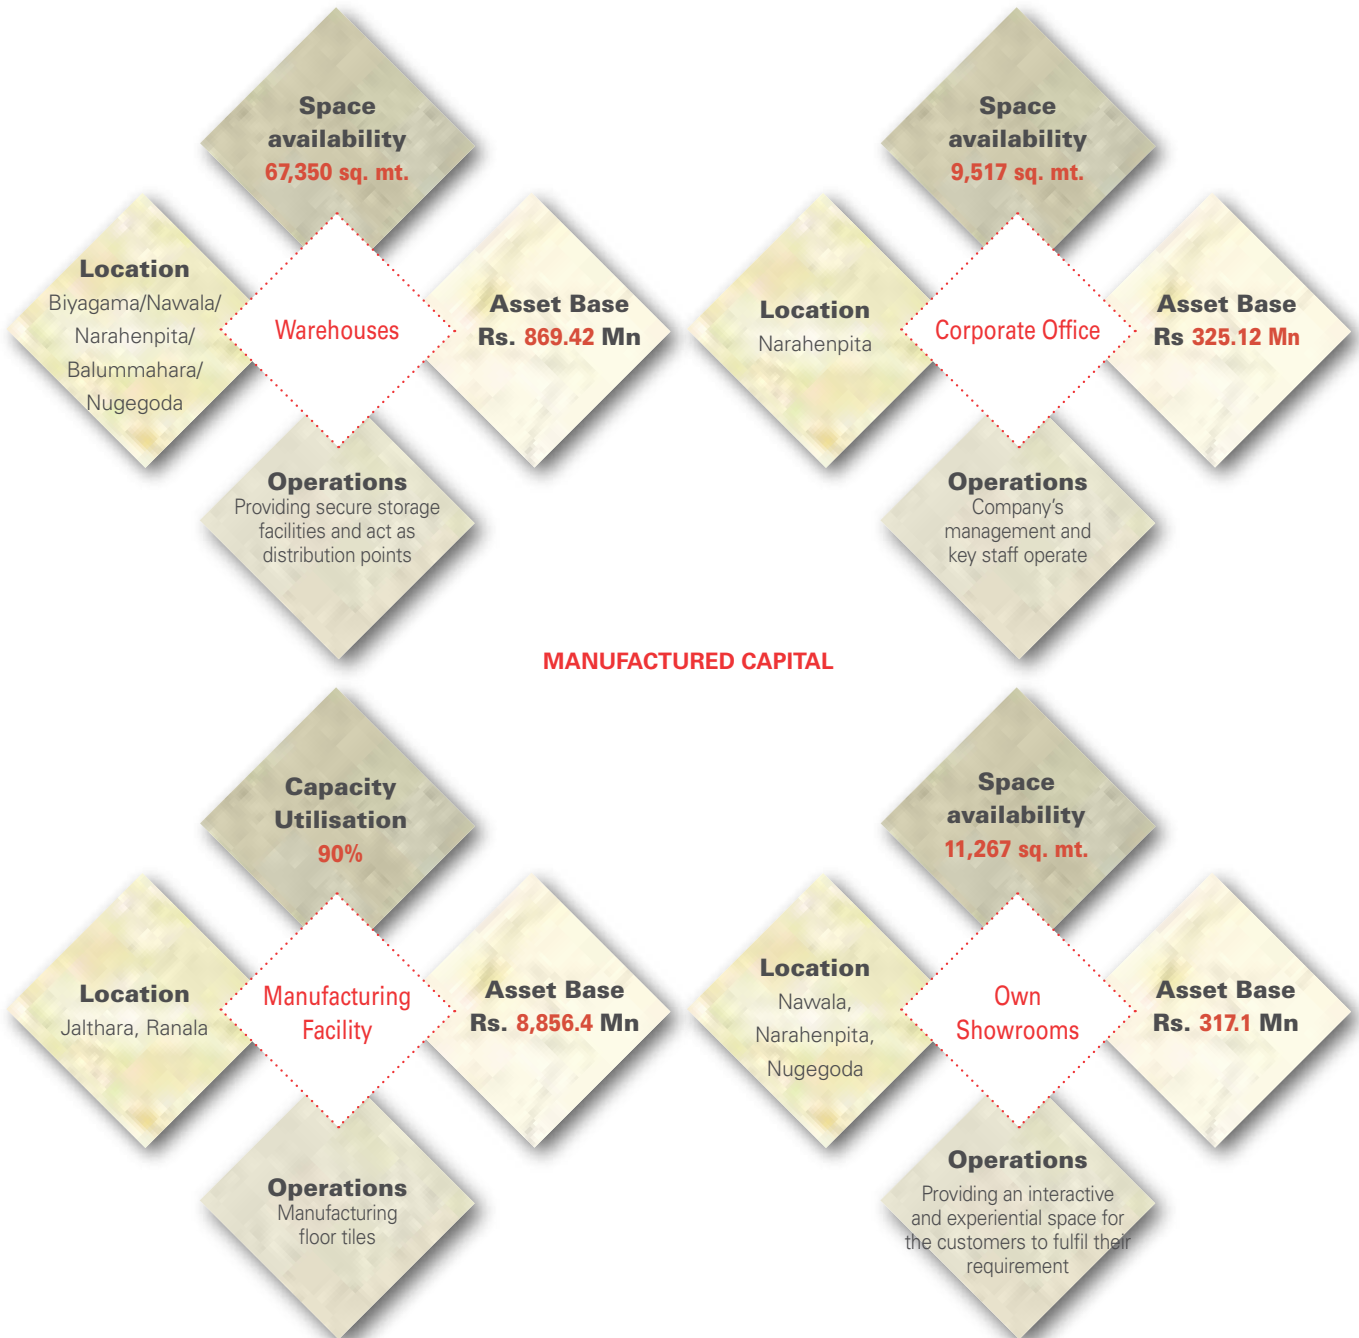 Space
availability
67,350 sq. mt.
Location
Biyagama/Nawala/
Narahenpita/
Balummahara/
Nugegoda
Warehouses
Asset Base
Rs. 869.42 Mn
Operations
Providing secure storage
facilities and act as
distribution points
Space
availability
9,517 sq. mt.
Location
Narahenpita
Corporate Office
Asset Base
Rs 325.12 Mn
Operations
Company's
management and
key staff operate
MANUFACTURED CAPITAL
Capacity
Utilisation
90%
Location
Jalthara, Ranala
Manufacturing
Facility
Asset Base
Rs. 8,856.4 Mn
Operations
Manufacturing
floor tiles
Space
availability
11,267 sq. mt.
Location
Nawala,
Narahenpita,
Nugegoda
Own
Showrooms
Asset Base
Rs. 317.1 Mn
Operations
Providing an interactive
and experiential space for
the customers to fulfil their
requirement